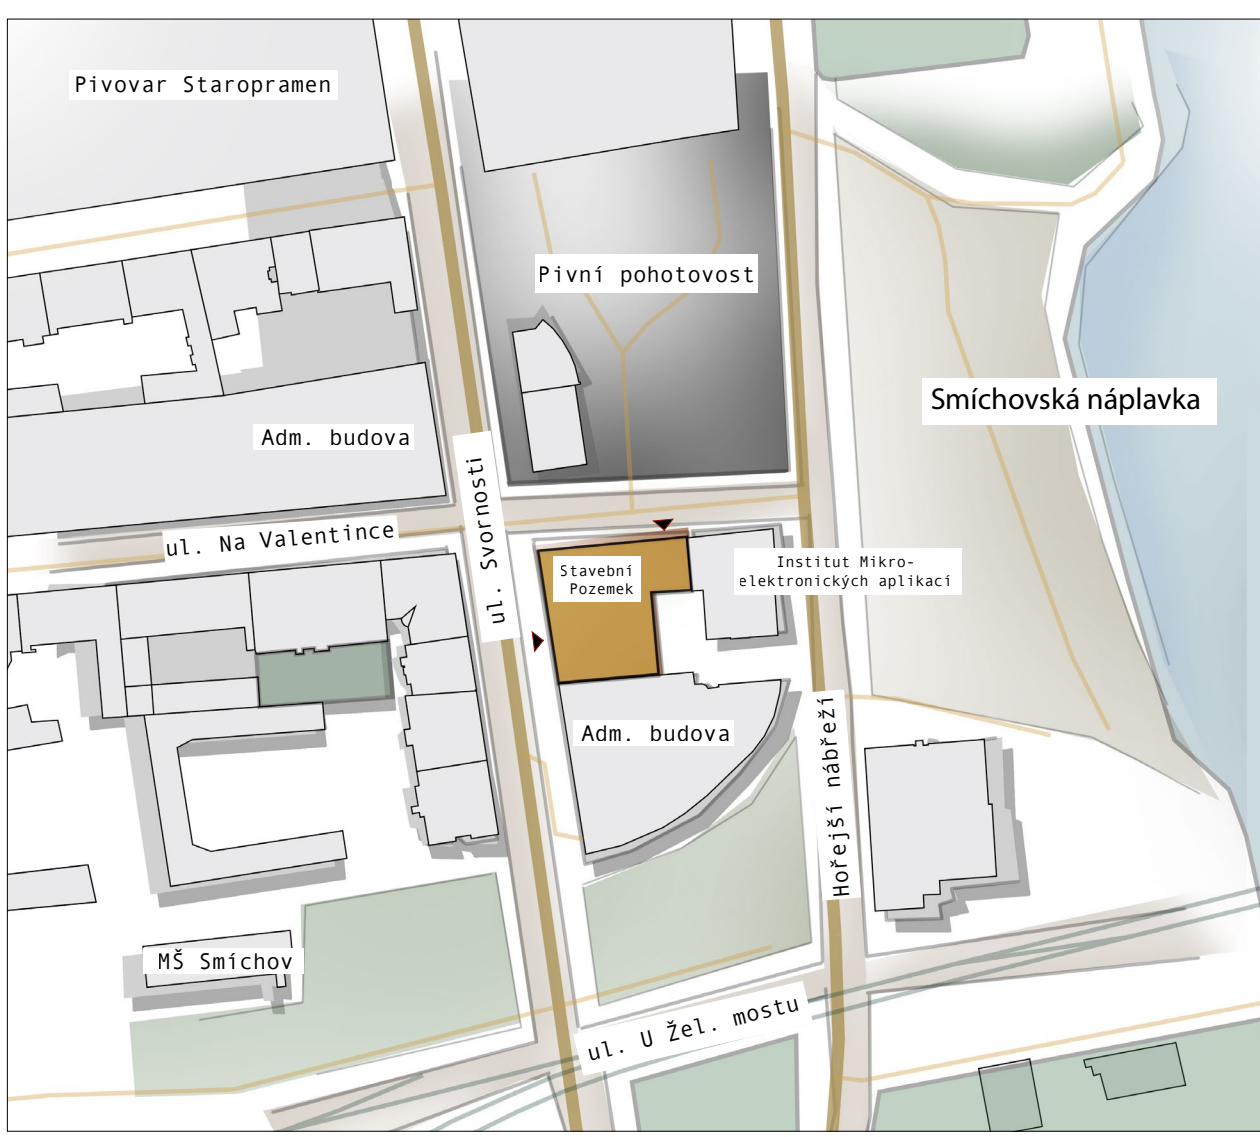 Pivovar Staropramen
Pivní pohotovost
Smíchovská náplavka
Adm. budova
ul. Svornosti
ul. Na Valentince
Stavební
Pozemek
Institut Mikro-
elektronických aplikací
Adm. budova
Hořejší nábřeží
MŠ Smíchov
ul. U Žel. mostu